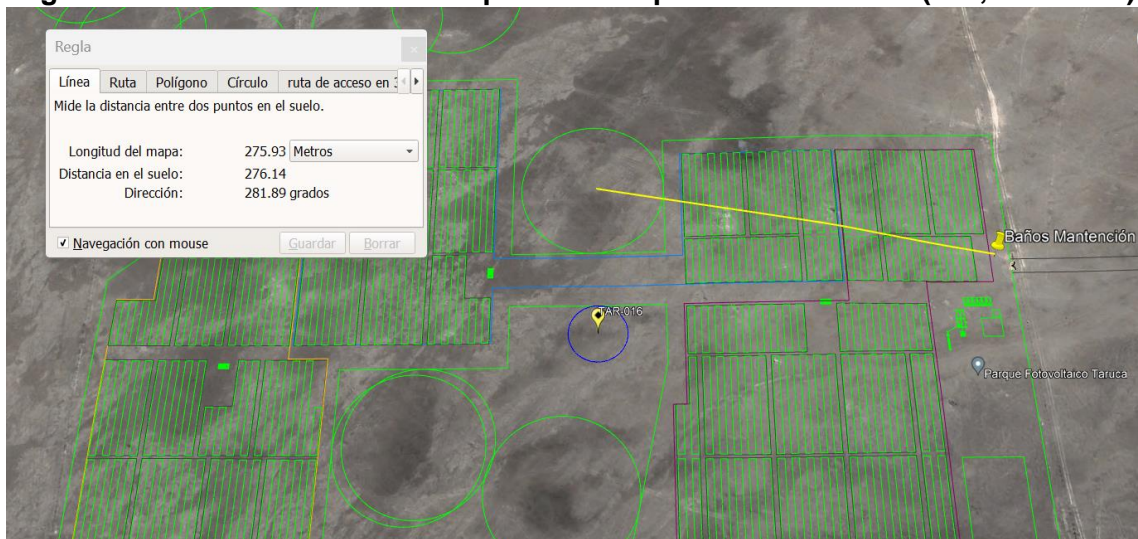 Regla
Línea Ruta Polígono Círculo ruta de acceso en
Mide la distancia entre dos puntos en el suelo.
Longitud del mapa: 275.93 Metros
Distancia en el suelo: 276.14
Dirección: 281.89 grados
Navegación con mouse Guardar Borrar
Baños Mantención
TAR-016
Parque Fotovoltaico Taruca